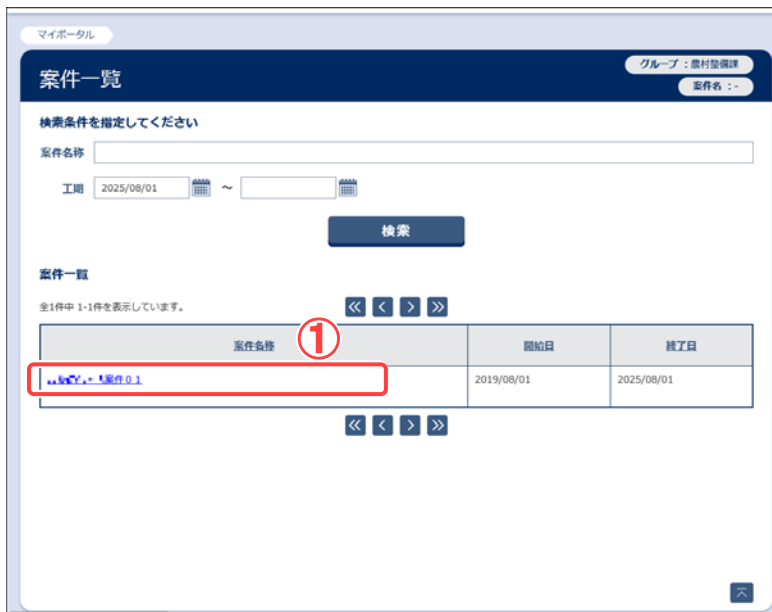 マイポータル
グループ : 農村整備課
案件一覧
案件名 : -
検索条件を指定してください
案件名称
工期 2025/08/01 ～
検索
案件一覧
全1件中 1-1件を表示しています。
①
案件名称 開始日 終了日
案件01 2019/08/01 2025/08/01